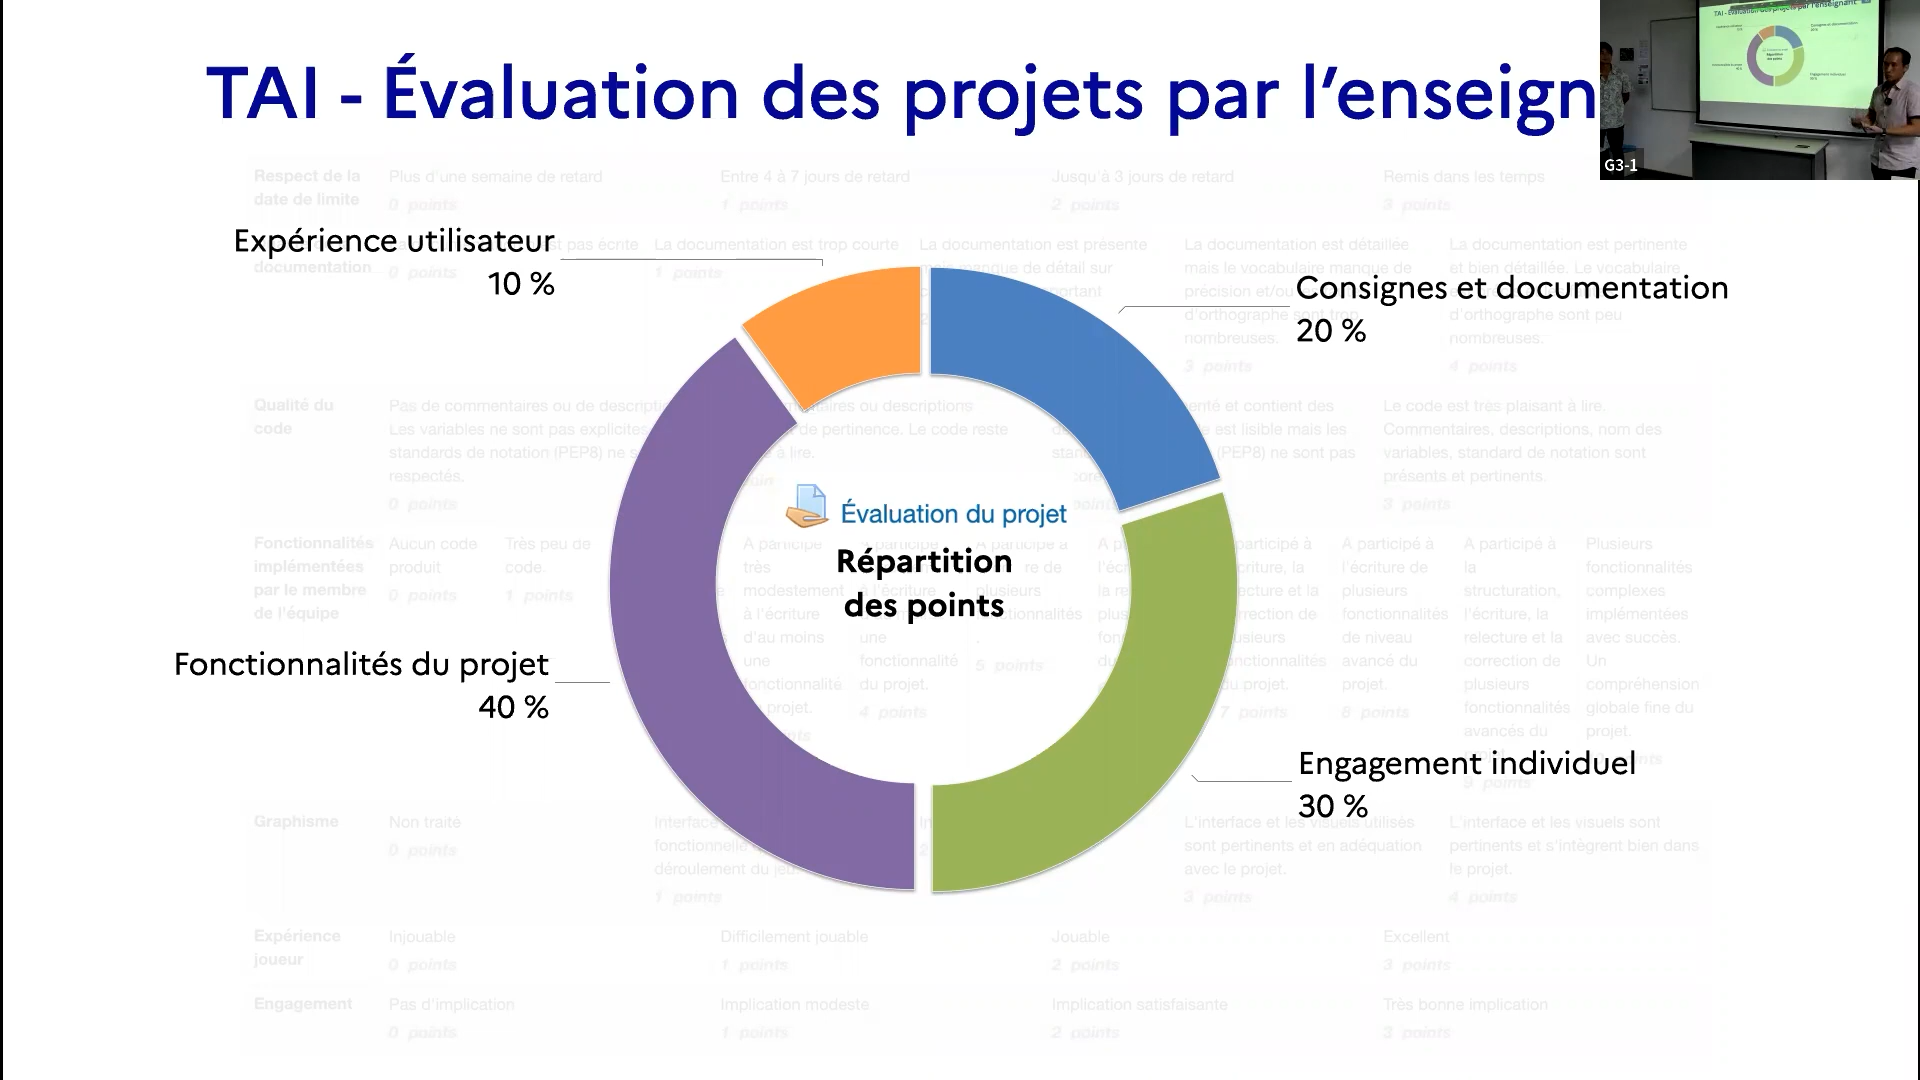 TAI - Évaluation des projets par l’enseign
G3-1
Respect de la
date de limite
Plus d'une semaine de retard
0 points
Entre 4 à 7 jours de retard
1 points
Jusqu'à 3 jours de retard
2 points
Remis dans les temps
3 points
Expérience utilisateur
10 %
Consignes et documentation
20 %
documentation
est pas écrite
0 points
La documentation est trop courte
1 points
La documentation est présente
mais manque de détail sur
La documentation est détaillée
mais le vocabulaire manque de
précision et/ou
d'orthographe sont trop
nombreuses.
3 points
La documentation est pertinente
et bien détaillée. Le vocabulaire
d'orthographe sont peu
nombreuses.
4 points
Qualité du
code
Pas de commentaires ou de
Les variables ne sont pas explicites
standards de notation (PEP8) ne
respectés.
0 points
ou descriptions
de pertinence. Le code reste
à lire.
et contient des
est lisible mais les
(PEP8) ne sont pas
Le code est très plaisant à lire.
Commentaires, descriptions, nom des
variables, standard de notation sont
présents et pertinents.
3 points
Évaluation du projet
Répartition
des points
Fonctionnalités
implémentées
par le membre
de l'équipe
Aucun code
produit
0 points
Très peu de
code.
1 points
A participé
très
modestement
à l'écriture
d'au moins
une
fonctionnalité
projet.
une
fonctionnalité
du projet.
4 points
plusieurs
5 points
participé à
du projet.
7 points
A participé à
l'écriture de
plusieurs
fonctionnalités
de niveau
avancé du
projet.
8 points
A participé à
la
structuration,
l'écriture, la
relecture et la
correction de
plusieurs
fonctionnalités
avancés du
9 points
Plusieurs
fonctionnalités
complexes
implémentées
avec succès.
Un
compréhension
globale fine du
projet.
Fonctionnalités du projet
40 %
Engagement individuel
30 %
Graphisme
Non traité
0 points
Interface
fonctionnelle
déroulement du jeu
1 points
L'interface et les visuels utilisés
sont pertinents et en adéquation
avec le projet.
3 points
L'interface et les visuels sont
pertinents et s'intègrent bien dans
le projet.
4 points
Expérience
joueur
Injouable
0 points
Difficilement jouable
1 points
Jouable
2 points
Excellent
3 points
Engagement
Pas d'implication
0 points
Implication modeste
1 points
Implication satisfaisante
2 points
Très bonne implication
3 points